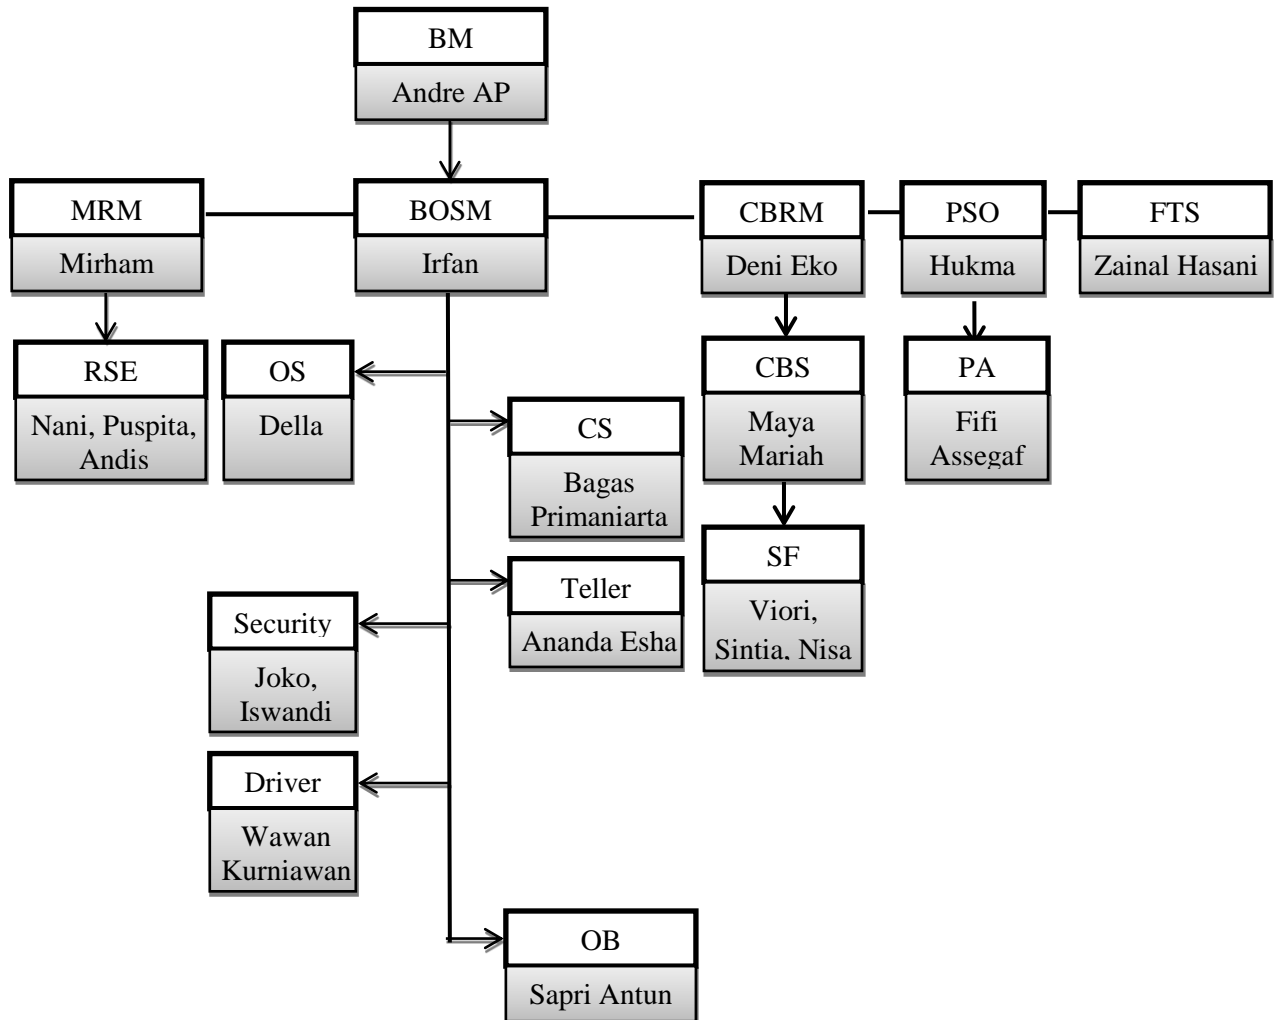 BM
Andre AP
MRM
Mirham
BOSM
Irfan
CBRM
Deni Eko
PSO
Hukma
FTS
Zainal Hasani
RSE
Nani, Puspita,
Andis
OS
Della
CBS
Maya
Mariah
PA
Fifi
Assegaf
CS
Bagas
Primaniarta
SF
Viori,
Sintia, Nisa
Teller
Ananda Esha
Security
Joko,
Iswandi
Driver
Wawan
Kurniawan
OB
Sapri Antun